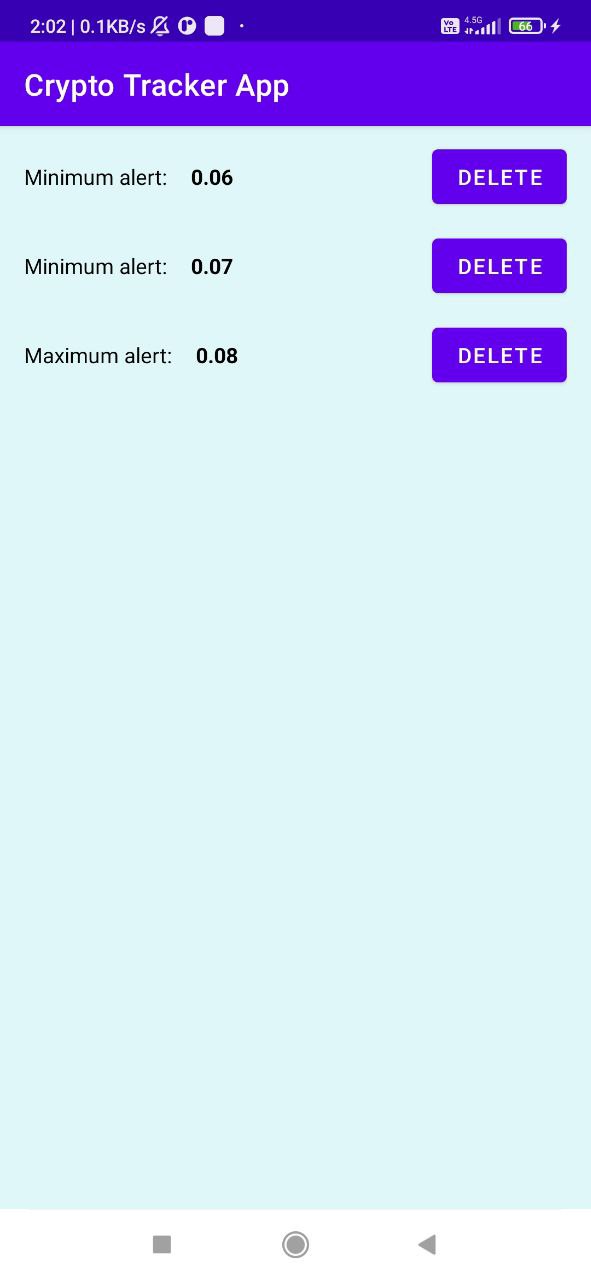 2:02 | 0.1KB/s Vo LTE 4.5G 66
Crypto Tracker App
Minimum alert: 0.06 DELETE
Minimum alert: 0.07 DELETE
Maximum alert: 0.08 DELETE